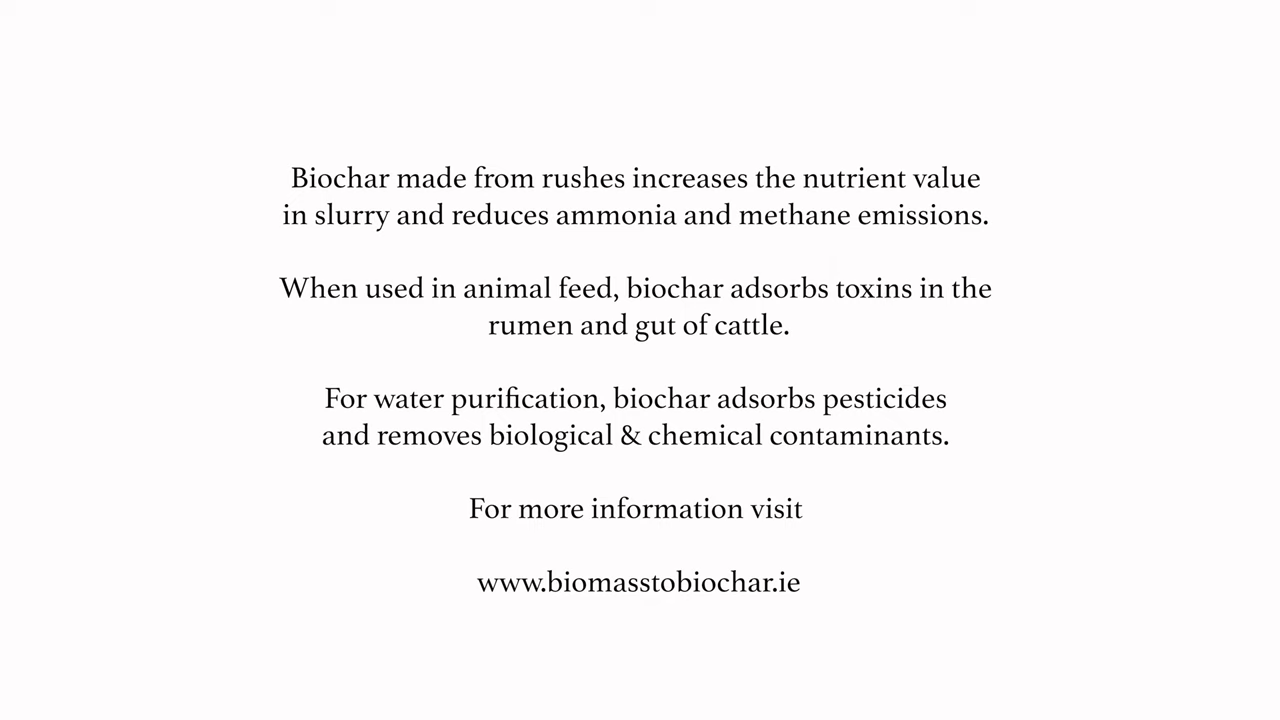 Biochar made from rushes increases the nutrient value
in slurry and reduces ammonia and methane emissions.
When used in animal feed, biochar adsorbs toxins in the
rumen and gut of cattle.
For water purification, biochar adsorbs pesticides
and removes biological & chemical contaminants.
For more information visit
www.biomasstobiochar.ie